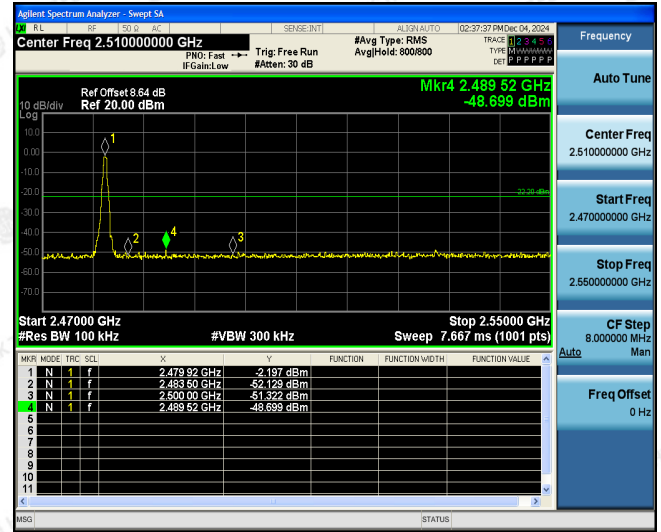 Agilent Spectrum Analyzer - Swept SA
LXI RL RF 50 Ω AC SENSE:INT ALIGN AUTO 02:37:37 PM Dec 04, 2024
Center Freq 2.510000000 GHz
PNO: Fast
IFGain:Low
Trig: Free Run
#Atten: 30 dB
#Avg Type: RMS
Avg|Hold: 800/800
TRACE 1 2 3 4 5 6
TYPE MWWWWW
DET P P P P P P
Ref Offset 8.64 dB
Ref 20.00 dBm
10 dB/div
Log
Mkr4 2.489 52 GHz
-48.699 dBm
10.0
0.00
-10.0
-20.0
-30.0
-40.0
-50.0
-60.0
-70.0
1
2
4
3
-22.20 dBm
Start 2.47000 GHz
#Res BW 100 kHz
#VBW 300 kHz
Stop 2.55000 GHz
Sweep 7.667 ms (1001 pts)
MKR MODE TRC SCL X Y FUNCTION FUNCTION WIDTH FUNCTION VALUE
1 N 1 f 2.479 92 GHz -2.197 dBm
2 N 1 f 2.483 50 GHz -52.129 dBm
3 N 1 f 2.500 00 GHz -51.322 dBm
4 N 1 f 2.489 52 GHz -48.699 dBm
5
6
7
8
9
10
11
MSG STATUS
Frequency
Auto Tune
Center Freq
2.510000000 GHz
Start Freq
2.470000000 GHz
Stop Freq
2.550000000 GHz
CF Step
8.000000 MHz
Auto Man
Freq Offset
0 Hz